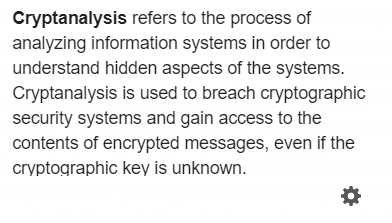 Cryptanalysis refers to the process of
analyzing information systems in order to
understand hidden aspects of the systems.
Cryptanalysis is used to breach cryptographic
security systems and gain access to the
contents of encrypted messages, even if the
cryptographic key is unknown.